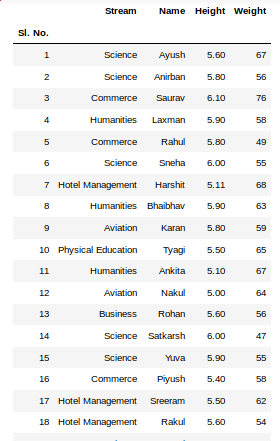 Stream Name Height Weight
Sl. No.
1 Science Ayush 5.60 67
2 Science Anirban 5.80 56
3 Commerce Saurav 6.10 76
4 Humanities Laxman 5.90 58
5 Commerce Rahul 5.80 49
6 Science Sneha 6.00 55
7 Hotel Management Harshit 5.11 68
8 Humanities Bhaibhav 5.90 63
9 Aviation Karan 5.80 59
10 Physical Education Tyagi 5.50 65
11 Humanities Ankita 5.10 67
12 Aviation Nakul 5.00 64
13 Business Rohan 5.60 56
14 Science Satkarsh 6.00 47
15 Science Yuva 5.90 55
16 Commerce Piyush 5.40 58
17 Hotel Management Sreeram 5.50 62
18 Hotel Management Rakul 5.60 54